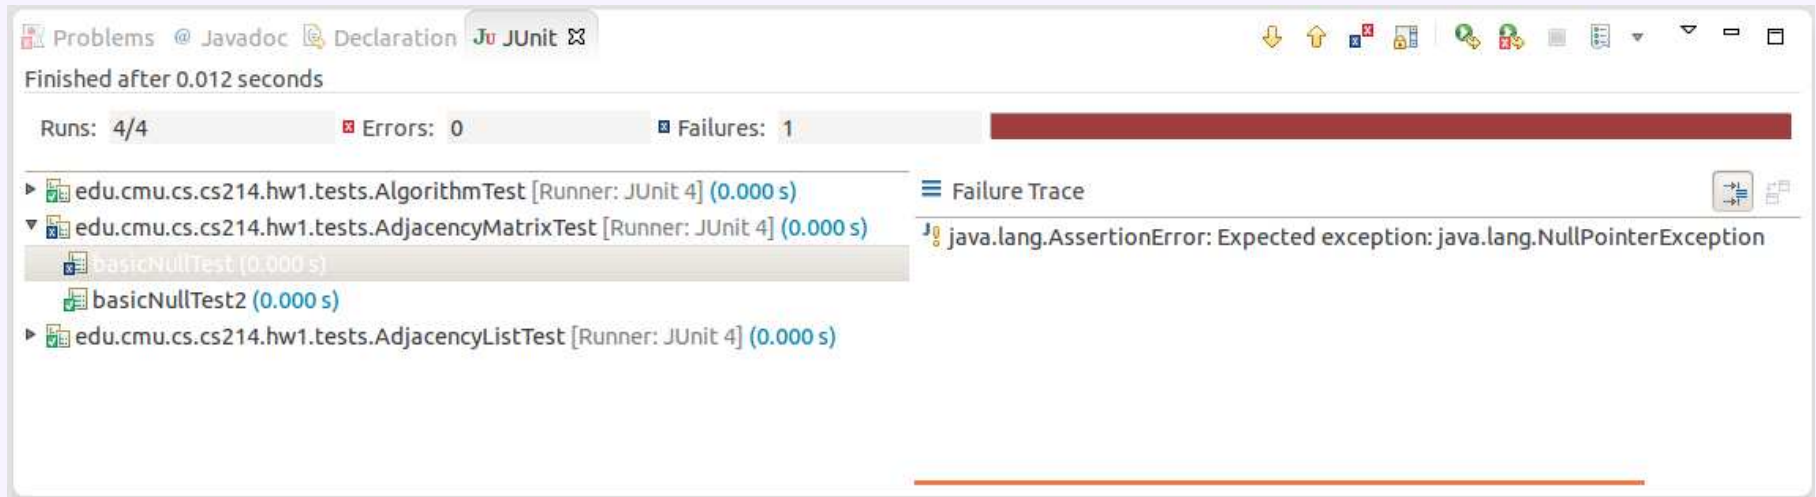 Problems @ Javadoc Declaration JU JUnit
Finished after 0.012 seconds
Runs: 4/4 Errors: 0 Failures: 1
edu.cmu.cs.cs214.hw1.tests.AlgorithmTest [Runner: JUnit 4] (0.000 s)
edu.cmu.cs.cs214.hw1.tests.AdjacencyMatrixTest [Runner: JUnit 4] (0.000 s)
basicNullTest (0.000 s)
basicNullTest2 (0.000 s)
edu.cmu.cs.cs214.hw1.tests.AdjacencyListTest [Runner: JUnit 4] (0.000 s)
Failure Trace
java.lang.AssertionError: Expected exception: java.lang.NullPointerException